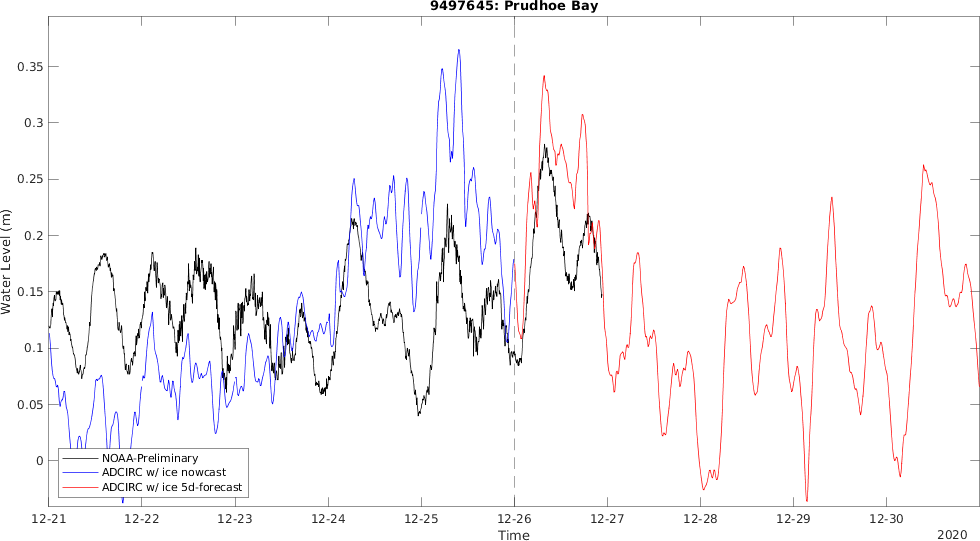 9497645: Prudhoe Bay
Water Level (m)
0.35
0.3
0.25
0.2
0.15
0.1
0.05
0
NOAA-Preliminary
ADCIRC w/ ice nowcast
ADCIRC w/ ice 5d-forecast
12-21 12-22 12-23 12-24 12-25 12-26 12-27 12-28 12-29 12-30
Time
2020